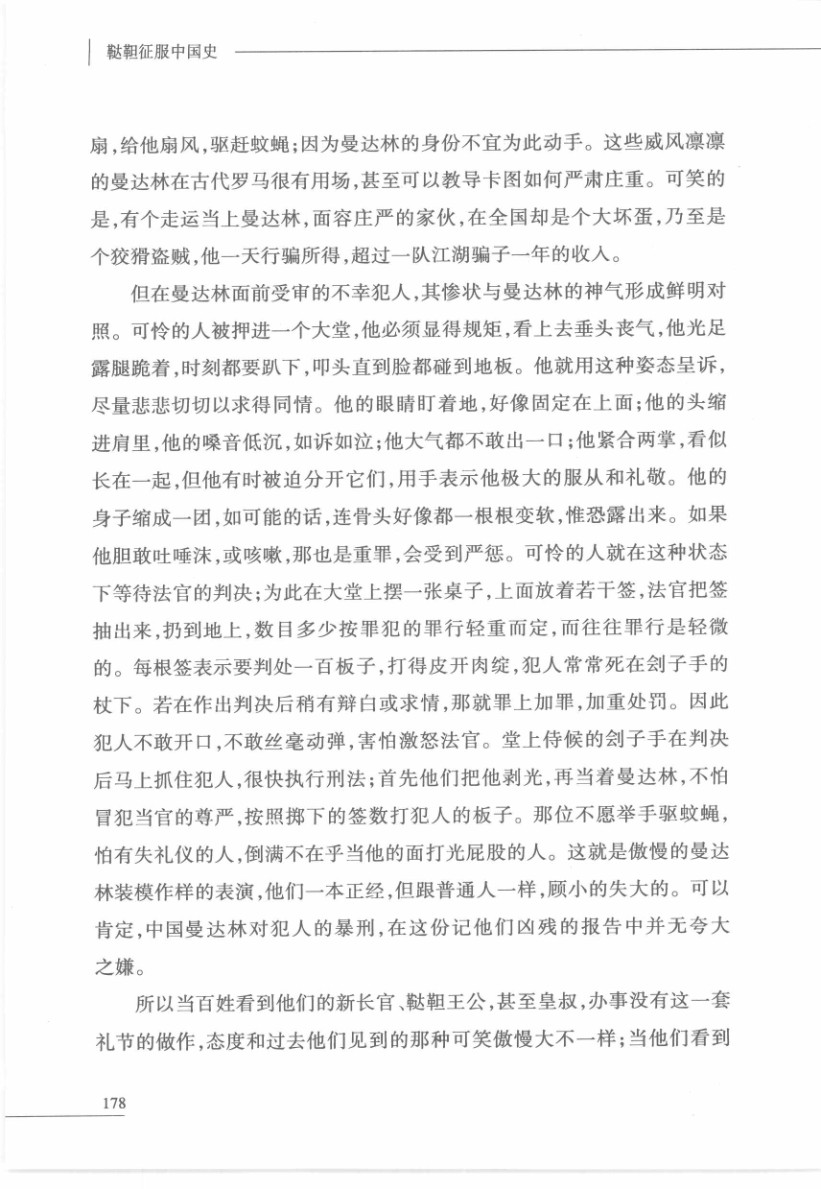 鞑靼征服中国史
扇,给他扇风,驱赶蚊蝇;因为曼达林的身份不宜为此动手。这些威风凛凛
的曼达林在古代罗马很有用场,甚至可以教导卡图如何严肃庄重。可笑的
是,有个走运当上曼达林,面容庄严的家伙,在全国却是个大坏蛋,乃至是
个狡猾盗贼,他一天行骗所得,超过一队江湖骗子一年的收入。
但在曼达林面前受审的不幸犯人,其惨状与曼达林的神气形成鲜明对
照。可怜的人被押进一个大堂,他必须显得规矩,看上去垂头丧气,他光足
露腿跪着,时刻都要趴下,叩头直到脸都碰到地板。他就用这种姿态呈诉,
尽量悲悲切切以求得同情。他的眼睛盯着地,好像固定在上面;他的头缩
进肩里,他的嗓音低沉,如诉如泣;他大气都不敢出一口;他紧合两掌,看似
长在一起,但他有时被迫分开它们,用手表示他极大的服从和礼敬。他的
身子缩成一团,如可能的话,连骨头好像都一根根变软,惟恐露出来。如果
他胆敢吐唾沫,或咳嗽,那也是重罪,会受到严惩。可怜的人就在这种状态
下等待法官的判决;为此在大堂上摆一张桌子,上面放着若干签,法官把签
抽出来,扔到地上,数目多少按罪犯的罪行轻重而定,而往往罪行是轻微
的。每根签表示要判处一百板子,打得皮开肉绽,犯人常常死在刽子手的
杖下。若在作出判决后稍有辩白或求情,那就罪上加罪,加重处罚。因此
犯人不敢开口,不敢丝毫动弹,害怕激怒法官。堂上侍候的刽子手在判决
后马上抓住犯人,很快执行刑法;首先他们把他剥光,再当着曼达林,不怕
冒犯当官的尊严,按照掷下的签数打犯人的板子。那位不愿举手驱蚊蝇,
怕有失礼仪的人,倒满不在乎当他的面打光屁股的人。这就是傲慢的曼达
林装模作样的表演,他们一本正经,但跟普通人一样,顾小的失大的。可以
肯定,中国曼达林对犯人的暴刑,在这份记他们凶残的报告中并无夸大
之嫌。
所以当百姓看到他们的新长官、鞑靼王公,甚至皇叔,办事没有这一套
礼节的做作,态度和过去他们见到的那种可笑傲慢大不一样;当他们看到
178